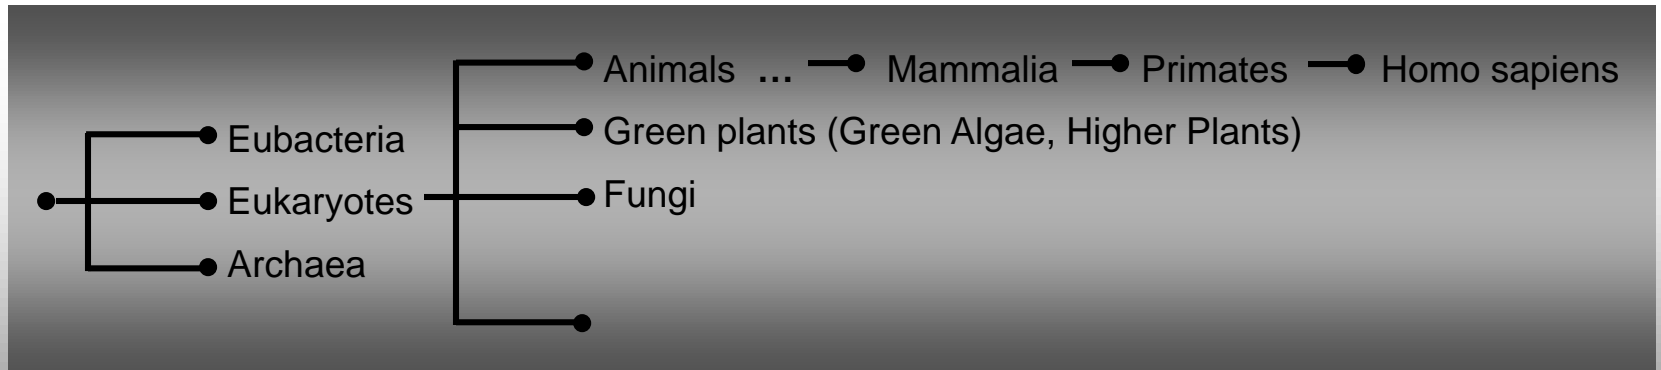 Animals ... Mammalia Primates Homo sapiens
Green plants (Green Algae, Higher Plants)
Eubacteria
Eukaryotes
Fungi
Archaea